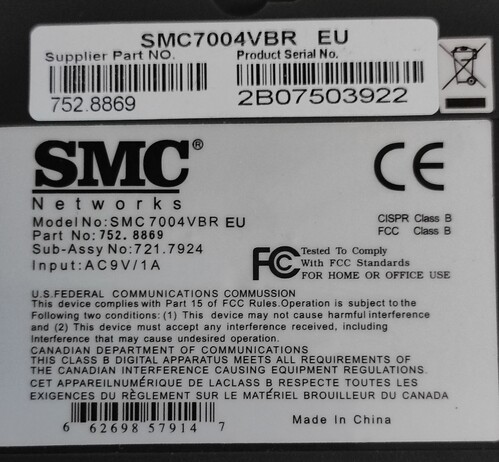 SMC7004VBR EU
Supplier Part NO. Product Serial No.
752.8869 2B07503922
SMC®
Networks
Model No:SMC7004VBR EU
Part No:752.8869
Sub-Assy No:721.7924
Input:AC9V/1A
CE
CISPR Class B
FCC Class B
FC Tested To Comply
With FCC Standards
FOR HOME OR OFFICE USE
U.S.FEDERAL COMMUNICATIONS COMMUSSION
This device complies with Part 15 of FCC Rules.Operation is subject to the
Following two conditions:(1) This device may not cause harmful interference
and (2) This device must accept any interference received, including
Interference that may cause undesired operation.
CANADIAN DEPARTMENT OF COMMUNICATIONS
THIS CLASS B DIGITAL APPARATUS MEETS ALL REQUIREMENTS OF
THE CANADIAN INTERFERENCE CAUSING EQUIPMENT REGULATIONS.
CET APPAREILNUMÉRIQUE DE LACLASS B RESPECTE TOUTES LES
EXIGENCES DU RÈGLEMENT SUR LE MATÉRIEL BROUILLEUR DU CANADA
6 62698 57914 7
Made In China